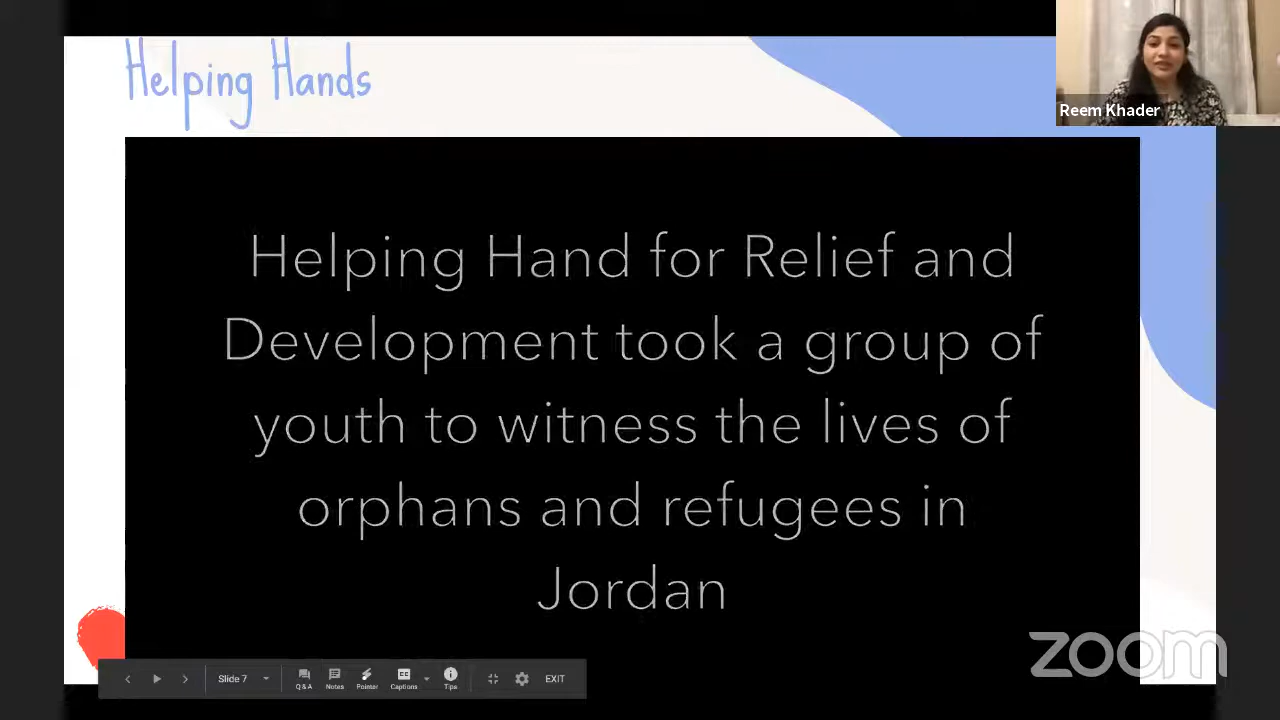 Helping Hands
Reem Khader
Helping Hand for Relief and
Development took a group of
youth to witness the lives of
orphans and refugees in
Jordan
zoom
Slide 7
Q&A
Notes
Pointer
CC
Captions
Tips
EXIT